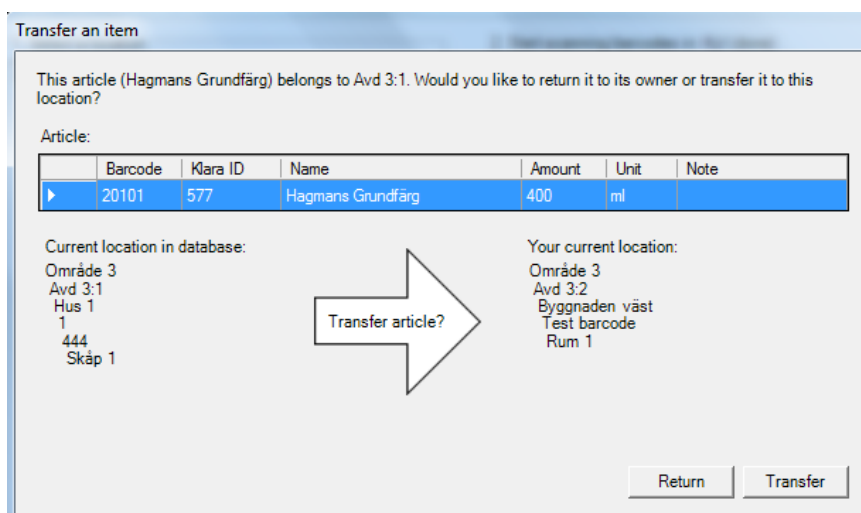 Transfer an item
This article (Hagmans Grundfärg) belongs to Avd 3:1. Would you like to return it to its owner or transfer it to this
location?
Article:
Barcode Klara ID Name Amount Unit Note
20101 577 Hagmans Grundfärg 400 ml
Current location in database:
Område 3
Avd 3:1
Hus 1
1
444
Skåp 1
Transfer article?
Your current location:
Område 3
Avd 3:2
Byggnaden väst
Test barcode
Rum 1
Return Transfer